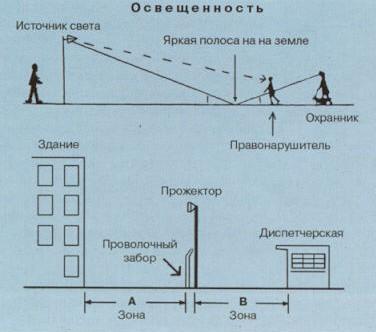 Освещенность
Источник света
Яркая полоса на на земле
Охранник
Правонарушитель
Здание
Прожектор
Проволочный
забор
Диспетчерская
А В
Зона Зона